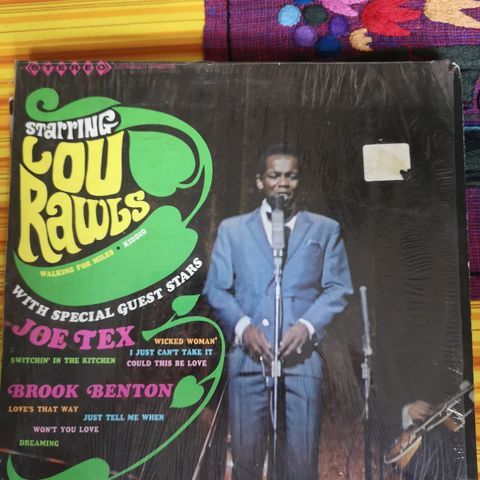 STEREO
STARRING
LOU
RAWLS
WALKING FOR MILES • KIDDIO
WITH SPECIAL GUEST STARS
JOE TEX
WICKED WOMAN'
SWITCHIN' IN THE KITCHEN
I JUST CAN'T TAKE IT
COULD THIS BE LOVE
BROOK BENTON
LOVE'S THAT WAY
JUST TELL ME WHEN
WON'T YOU LOVE
DREAMING